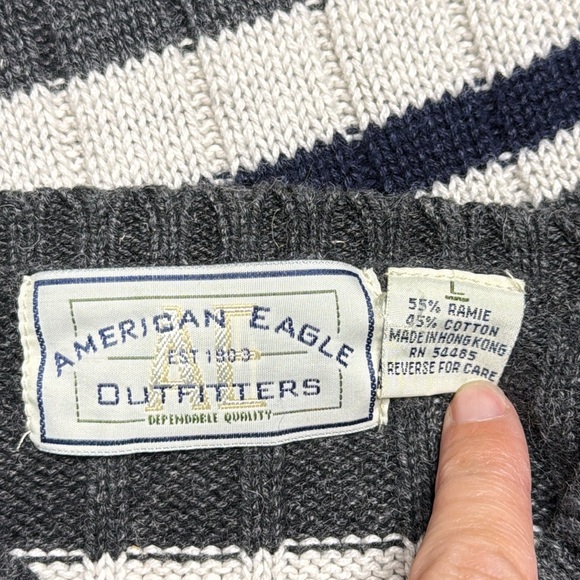 AMERICAN EAGLE
AE
EST 1903
OUTFITTERS
DEPENDABLE QUALITY
L
55% RAMIE
45% COTTON
MADE IN HONG KONG
RN 54485
REVERSE FOR CARE